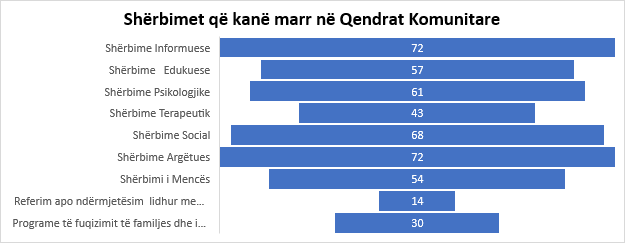 Shërbimet që kanë marr në Qendrat Komunitare
Shërbime Informuese 72
Shërbime Edukuese 57
Shërbime Psikologjike 61
Shërbime Terapeutik 43
Shërbime Social 68
Shërbime Argëtues 72
Shërbimi i Mencës 54
Referim apo ndërmjetësim lidhur me... 14
Programe të fuqizimit të familjes dhe i... 30